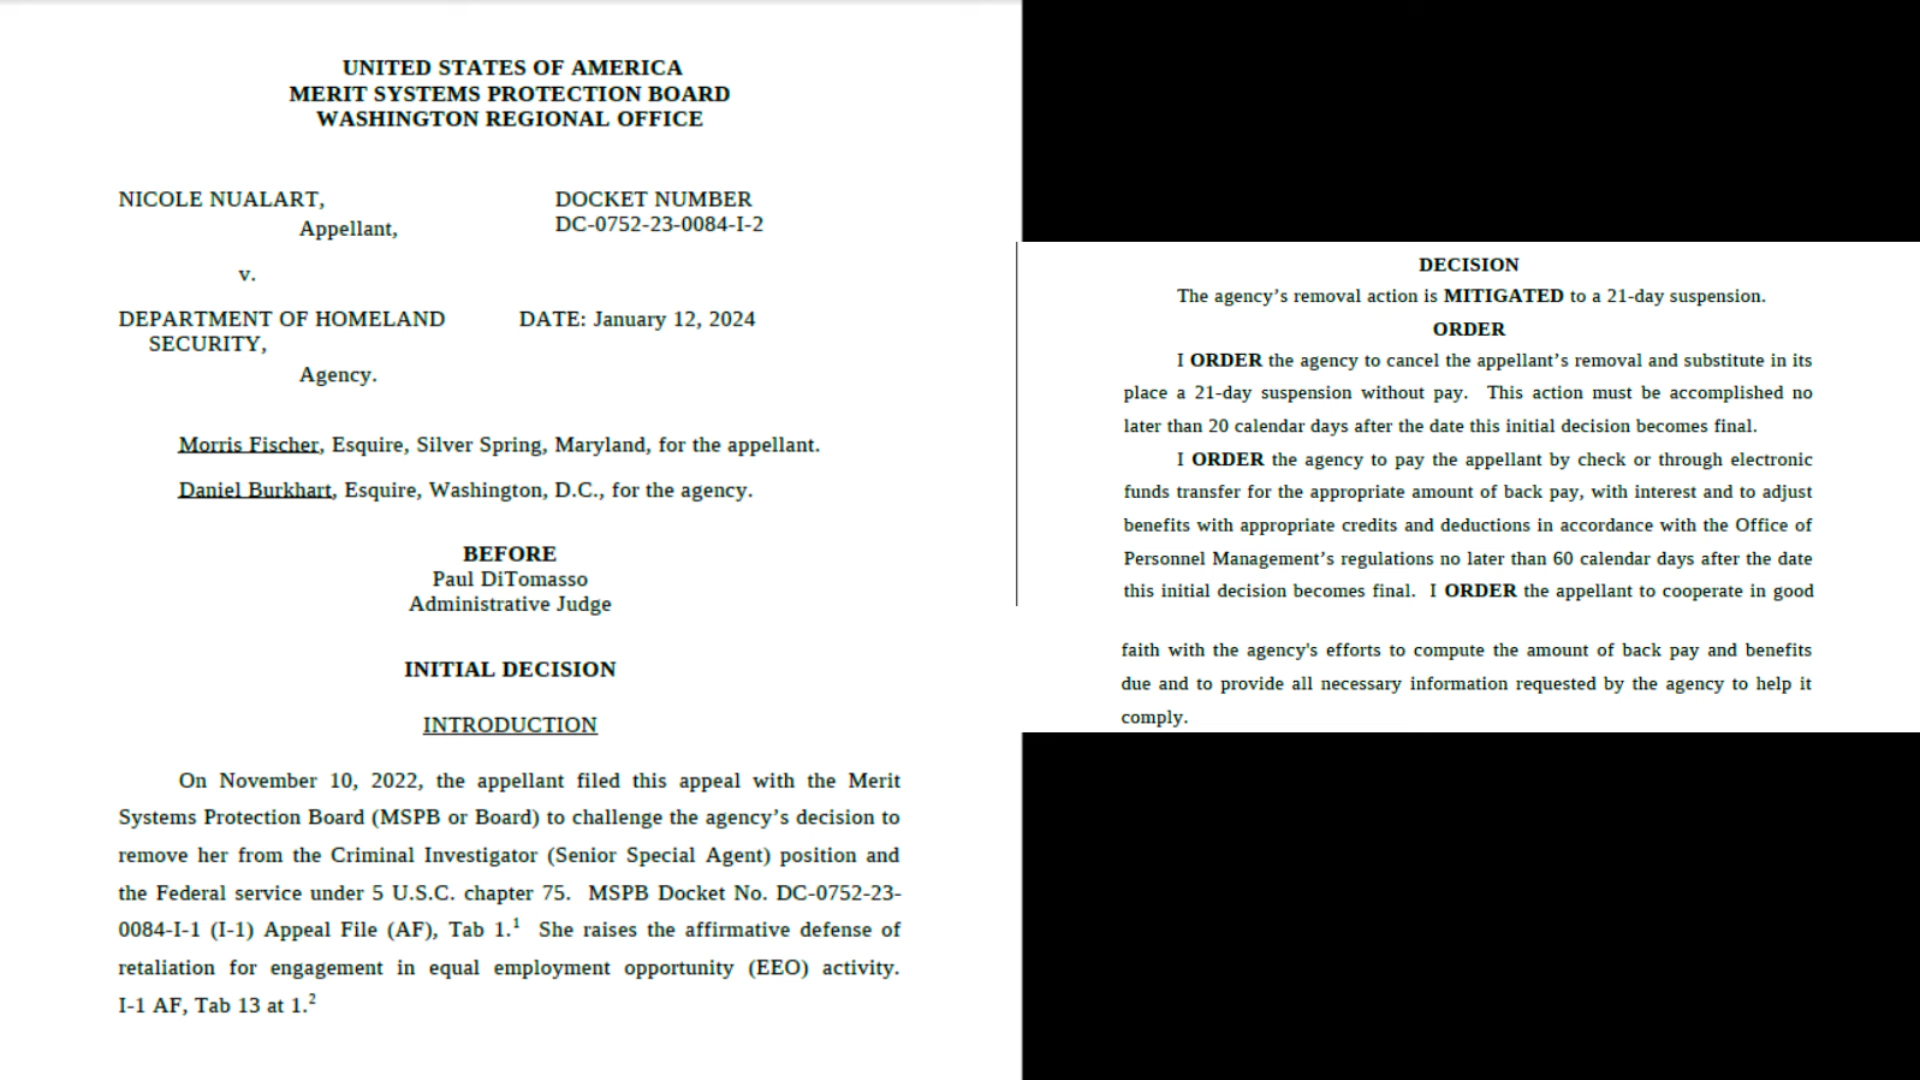 UNITED STATES OF AMERICA
MERIT SYSTEMS PROTECTION BOARD
WASHINGTON REGIONAL OFFICE
NICOLE NUALART,
Appellant,
v.
DEPARTMENT OF HOMELAND
SECURITY,
Agency.
DOCKET NUMBER
DC-0752-23-0084-I-2
DATE: January 12, 2024
Morris Fischer, Esquire, Silver Spring, Maryland, for the appellant.
Daniel Burkhart, Esquire, Washington, D.C., for the agency.
BEFORE
Paul DiTomasso
Administrative Judge
INITIAL DECISION
INTRODUCTION
On November 10, 2022, the appellant filed this appeal with the Merit
Systems Protection Board (MSPB or Board) to challenge the agency’s decision to
remove her from the Criminal Investigator (Senior Special Agent) position and
the Federal service under 5 U.S.C. chapter 75.  MSPB Docket No. DC-0752-23-
0084-I-1 (I-1) Appeal File (AF), Tab 1.1  She raises the affirmative defense of
retaliation for engagement in equal employment opportunity (EEO) activity.
I-1 AF, Tab 13 at 1.2
DECISION
The agency’s removal action is MITIGATED to a 21-day suspension.
ORDER
I ORDER the agency to cancel the appellant’s removal and substitute in its
place a 21-day suspension without pay.  This action must be accomplished no
later than 20 calendar days after the date this initial decision becomes final.
I ORDER the agency to pay the appellant by check or through electronic
funds transfer for the appropriate amount of back pay, with interest and to adjust
benefits with appropriate credits and deductions in accordance with the Office of
Personnel Management’s regulations no later than 60 calendar days after the date
this initial decision becomes final.  I ORDER the appellant to cooperate in good
faith with the agency's efforts to compute the amount of back pay and benefits
due and to provide all necessary information requested by the agency to help it
comply.